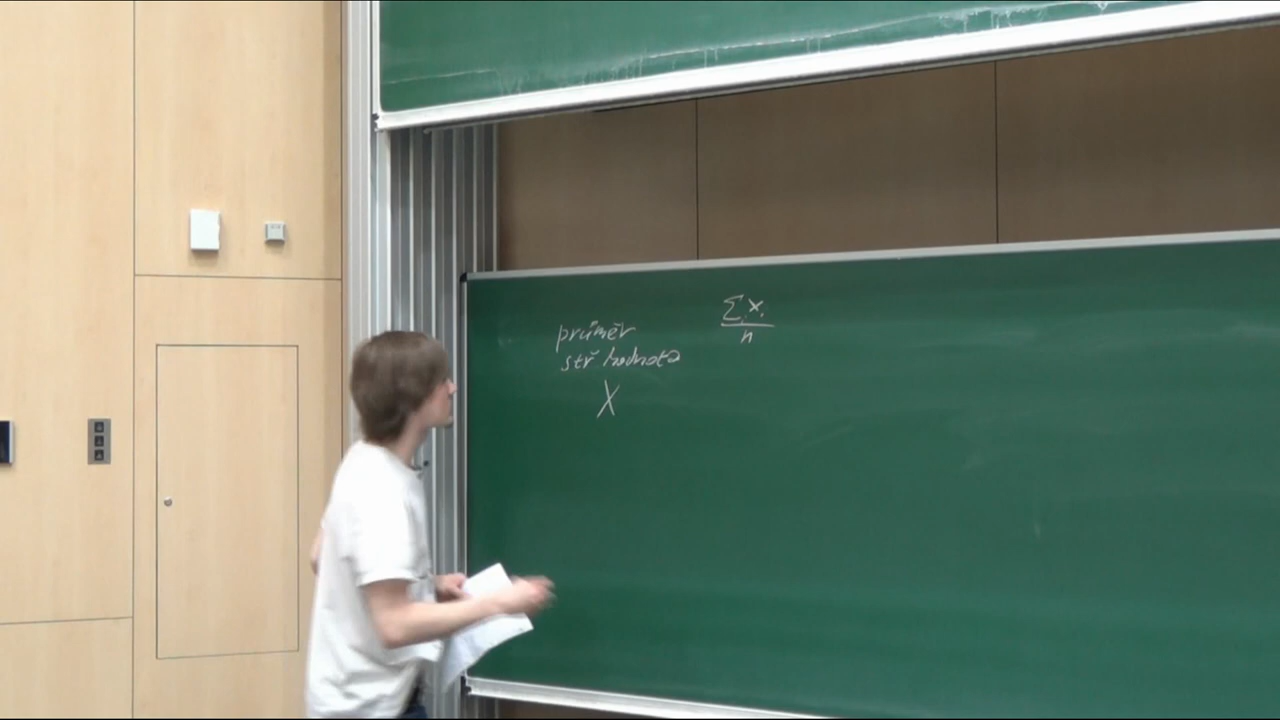 průměr
stř hodnota
X
∑ᵢ xᵢ
n